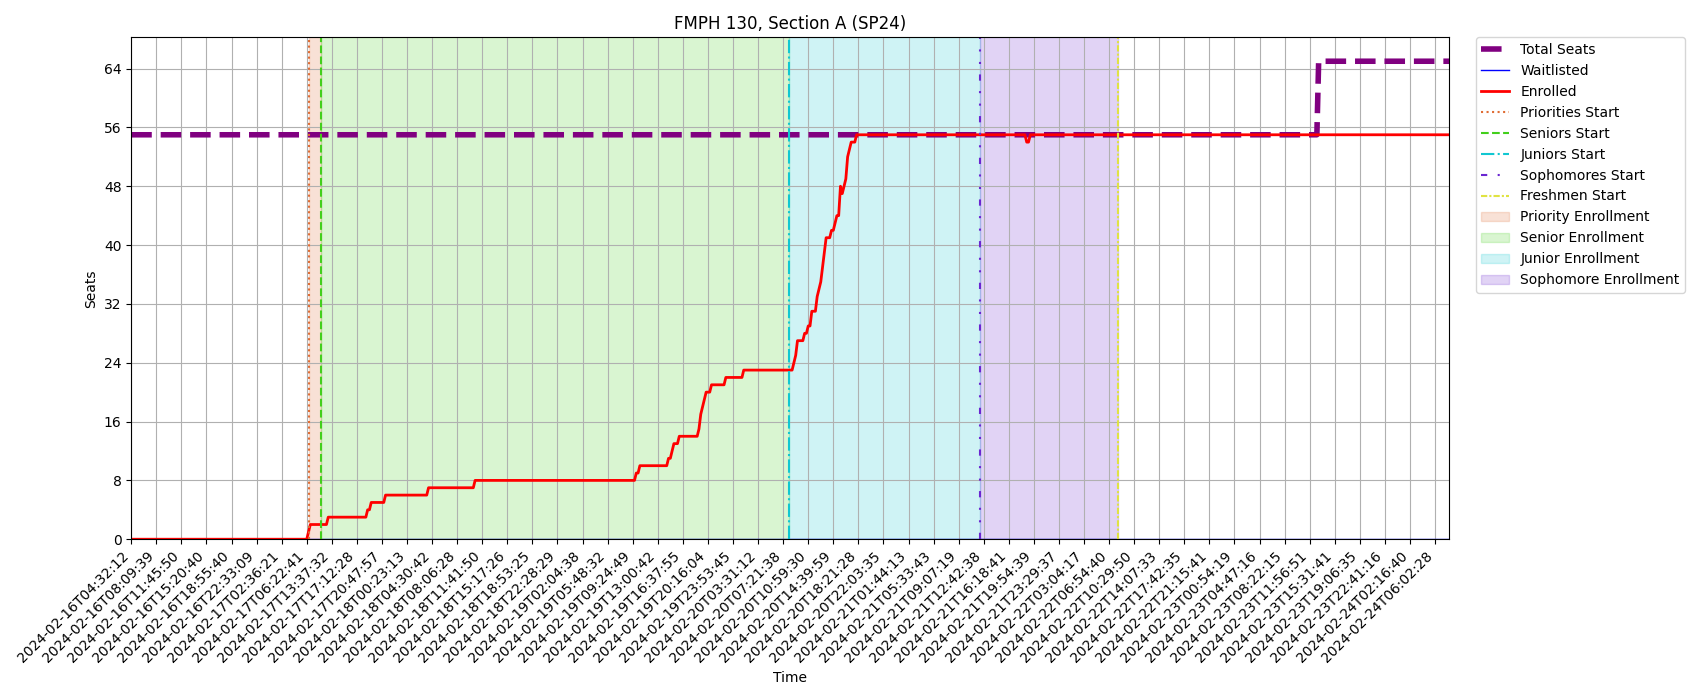 FMPH 130, Section A (SP24)
Seats
64
56
48
40
32
24
16
8
0
2024-02-16T04:32:12
2024-02-16T08:09:39
2024-02-16T11:45:50
2024-02-16T15:20:40
2024-02-16T18:55:40
2024-02-16T22:33:09
2024-02-17T02:36:21
2024-02-17T06:22:41
2024-02-17T13:37:32
2024-02-17T17:12:28
2024-02-17T20:47:57
2024-02-18T00:23:13
2024-02-18T04:30:42
2024-02-18T08:06:28
2024-02-18T11:41:50
2024-02-18T15:17:26
2024-02-18T18:53:25
2024-02-18T22:28:29
2024-02-19T02:04:38
2024-02-19T05:48:32
2024-02-19T09:24:49
2024-02-19T13:00:42
2024-02-19T16:37:55
2024-02-19T20:16:04
2024-02-19T23:53:45
2024-02-20T03:31:12
2024-02-20T07:21:38
2024-02-20T10:59:30
2024-02-20T14:39:59
2024-02-20T18:21:28
2024-02-20T22:03:35
2024-02-21T01:44:13
2024-02-21T05:33:43
2024-02-21T09:07:19
2024-02-21T12:42:38
2024-02-21T16:18:41
2024-02-21T19:54:39
2024-02-21T23:29:37
2024-02-22T03:04:17
2024-02-22T06:54:40
2024-02-22T10:29:50
2024-02-22T14:07:33
2024-02-22T17:42:35
2024-02-22T21:15:41
2024-02-23T00:54:19
2024-02-23T04:47:16
2024-02-23T08:22:15
2024-02-23T11:56:51
2024-02-23T15:31:41
2024-02-23T19:06:35
2024-02-23T22:41:16
2024-02-24T02:16:40
2024-02-24T06:02:28
Time
Total Seats
Waitlisted
Enrolled
Priorities Start
Seniors Start
Juniors Start
Sophomores Start
Freshmen Start
Priority Enrollment
Senior Enrollment
Junior Enrollment
Sophomore Enrollment